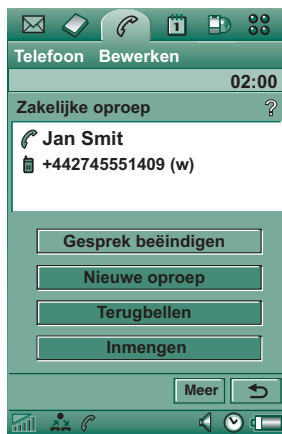 Telefoon Bewerken
02:00
Zakelijke oproep ?
Jan Smit
+442745551409 (w)
Gesprek beëindigen
Nieuwe oproep
Terugbellen
Inmengen
Meer